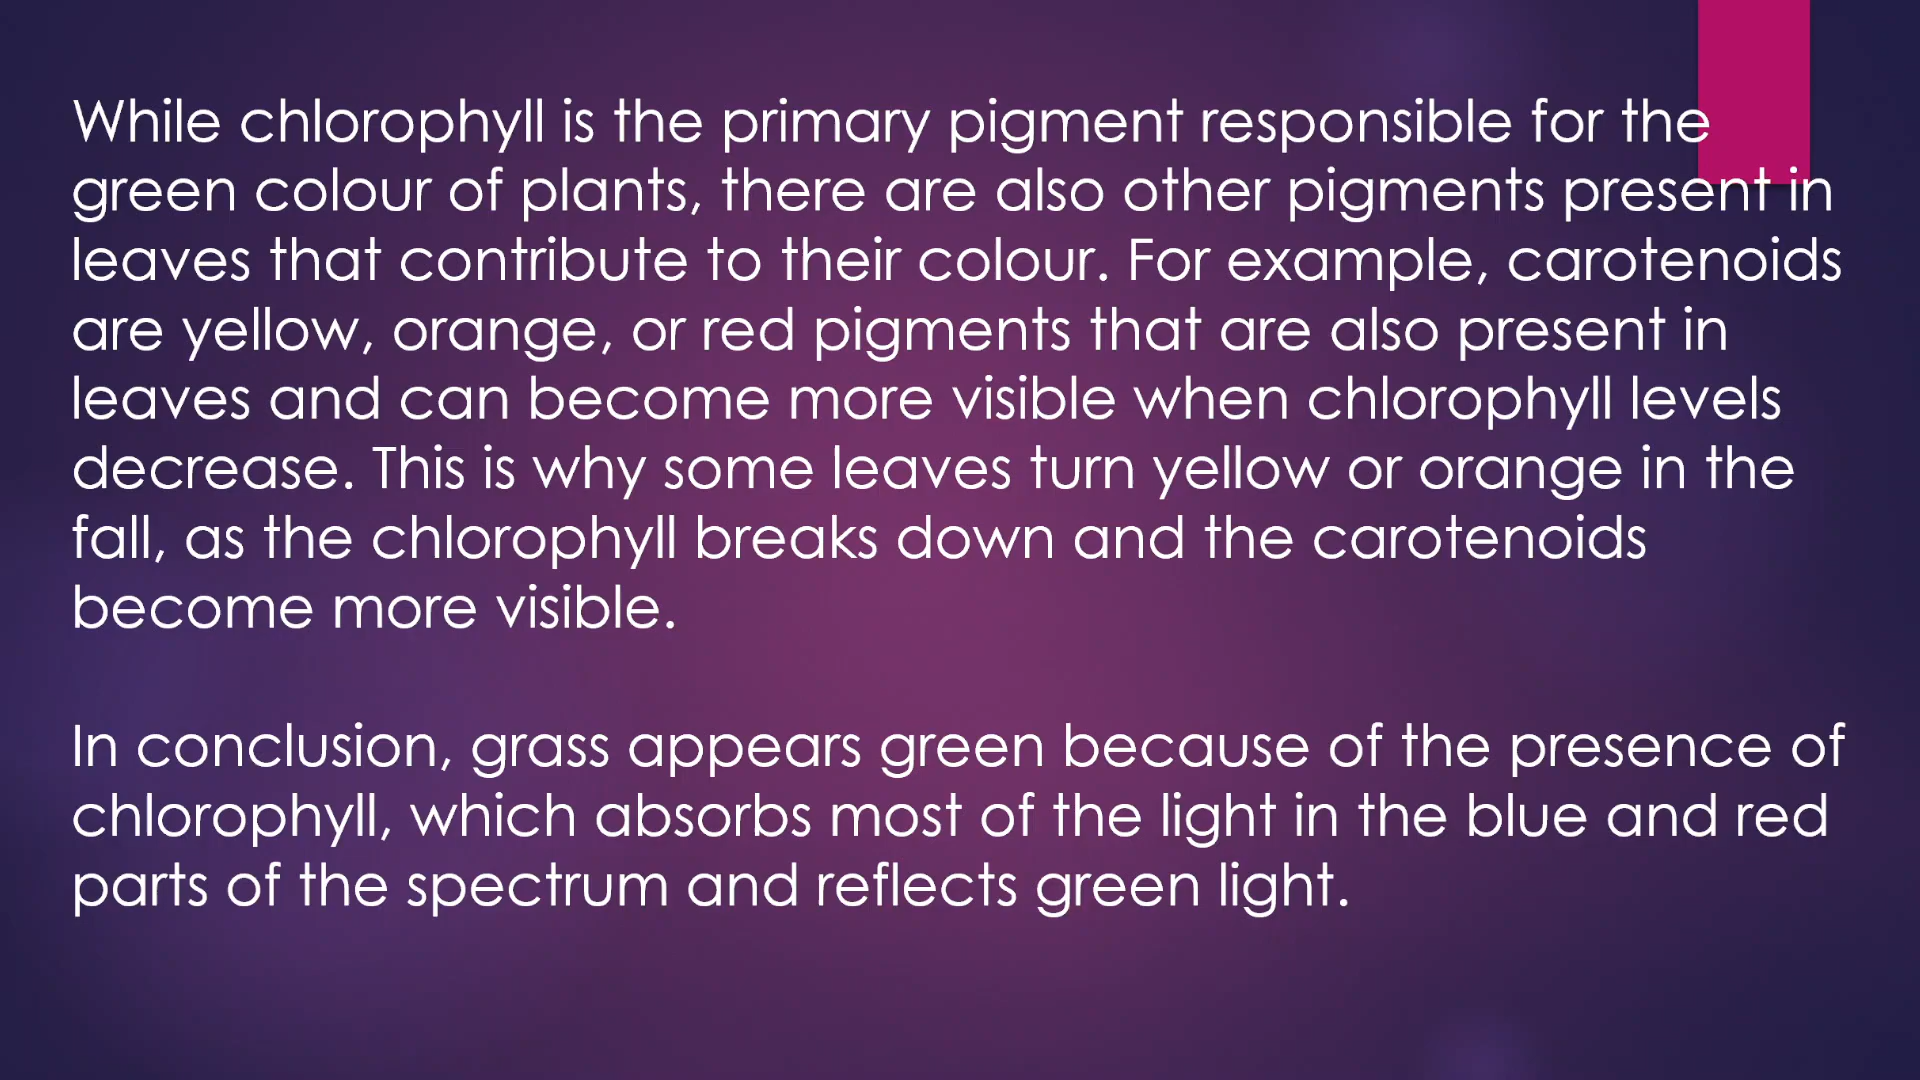 While chlorophyll is the primary pigment responsible for the
green colour of plants, there are also other pigments present in
leaves that contribute to their colour. For example, carotenoids
are yellow, orange, or red pigments that are also present in
leaves and can become more visible when chlorophyll levels
decrease. This is why some leaves turn yellow or orange in the
fall, as the chlorophyll breaks down and the carotenoids
become more visible.
In conclusion, grass appears green because of the presence of
chlorophyll, which absorbs most of the light in the blue and red
parts of the spectrum and reflects green light.